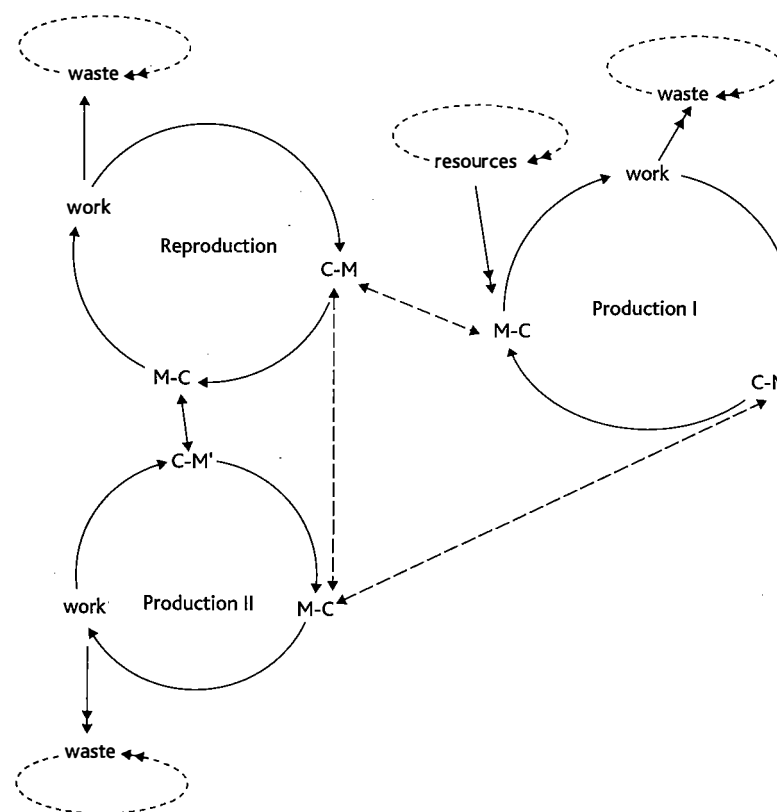 waste
waste
resources
work
work
Reproduction
C-M
Production I
M-C
M-C
C-M'
work
Production II
M-C
waste